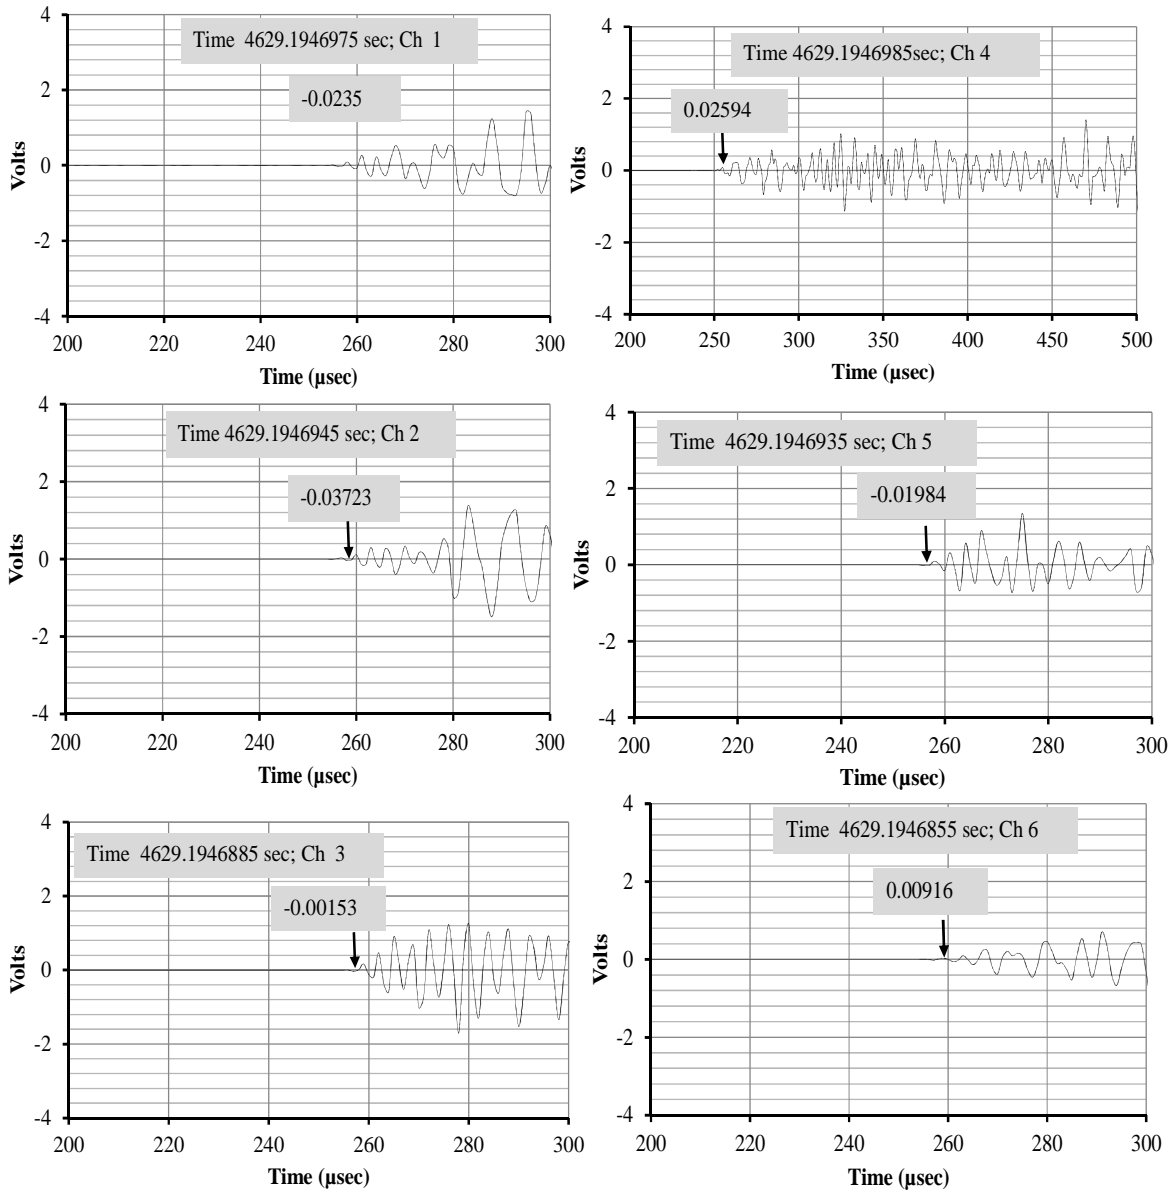 Time 4629.1946975 sec; Ch 1
-0.0235
4
2
0
-2
-4
Volts
200 220 240 260 280 300
Time (µsec)
Time 4629.1946985sec; Ch 4
0.02594
4
2
0
-2
-4
Volts
200 250 300 350 400 450 500
Time (µsec)
Time 4629.1946945 sec; Ch 2
-0.03723
4
2
0
-2
-4
Volts
200 220 240 260 280 300
Time (µsec)
Time 4629.1946935 sec; Ch 5
-0.01984
4
2
0
-2
-4
Volts
200 220 240 260 280 300
Time (µsec)
Time 4629.1946885 sec; Ch 3
-0.00153
4
2
0
-2
-4
Volts
200 220 240 260 280 300
Time (µsec)
Time 4629.1946855 sec; Ch 6
0.00916
4
2
0
-2
-4
Volts
200 220 240 260 280 300
Time (µsec)